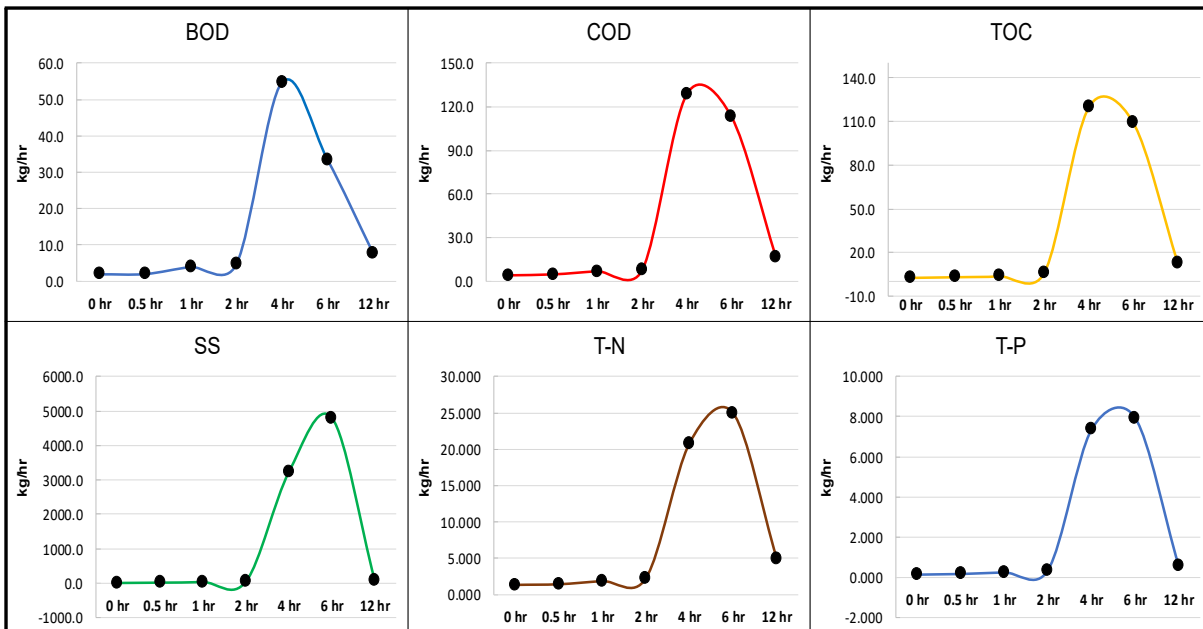 BOD
kg/hr
60.0
50.0
40.0
30.0
20.0
10.0
0.0
0 hr 0.5 hr 1 hr 2 hr 4 hr 6 hr 12 hr
COD
kg/hr
150.0
120.0
90.0
60.0
30.0
0.0
0 hr 0.5 hr 1 hr 2 hr 4 hr 6 hr 12 hr
TOC
kg/hr
140.0
110.0
80.0
50.0
20.0
-10.0
0 hr 0.5 hr 1 hr 2 hr 4 hr 6 hr 12 hr
SS
kg/hr
6000.0
5000.0
4000.0
3000.0
2000.0
1000.0
0.0
-1000.0
0 hr 0.5 hr 1 hr 2 hr 4 hr 6 hr 12 hr
T-N
kg/hr
30.000
25.000
20.000
15.000
10.000
5.000
0.000
0 hr 0.5 hr 1 hr 2 hr 4 hr 6 hr 12 hr
T-P
kg/hr
10.000
8.000
6.000
4.000
2.000
0.000
-2.000
0 hr 0.5 hr 1 hr 2 hr 4 hr 6 hr 12 hr